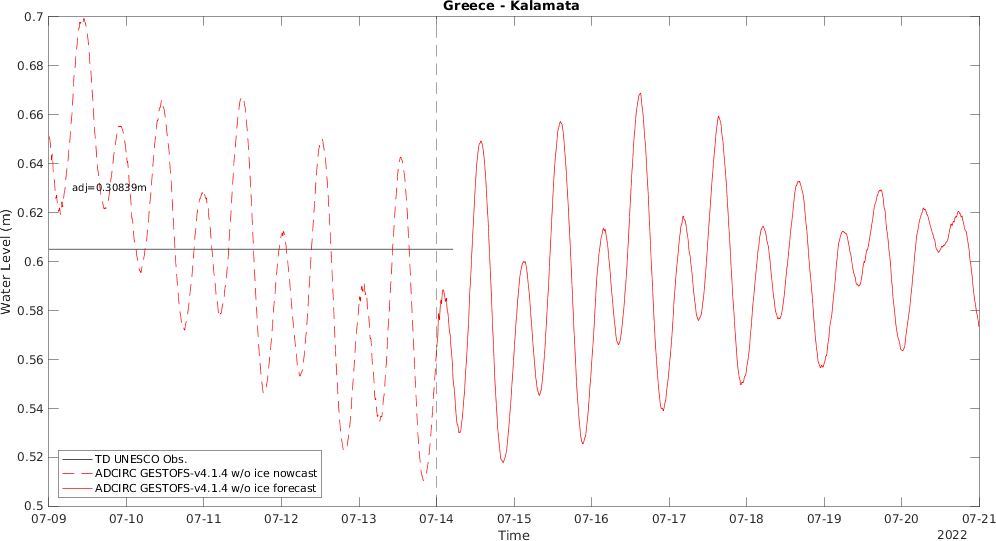 Greece - Kalamata
0.7
0.68
0.66
0.64
0.62
0.6
0.58
0.56
0.54
0.52
0.5
Water Level (m)
adj=0.30839m
TD UNESCO Obs.
ADCIRC GESTOFS-v4.1.4 w/o ice nowcast
ADCIRC GESTOFS-v4.1.4 w/o ice forecast
07-09 07-10 07-11 07-12 07-13 07-14 07-15 07-16 07-17 07-18 07-19 07-20 07-21
Time
2022